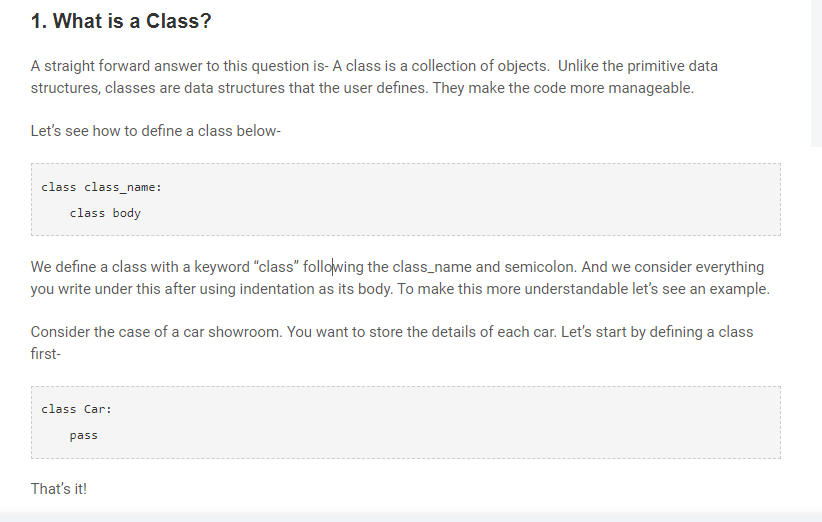 1. What is a Class?
A straight forward answer to this question is- A class is a collection of objects.  Unlike the primitive data
structures, classes are data structures that the user defines. They make the code more manageable.
Let’s see how to define a class below-
class class_name:
    class body
We define a class with a keyword “class” following the class_name and semicolon. And we consider everything
you write under this after using indentation as its body. To make this more understandable let’s see an example.
Consider the case of a car showroom. You want to store the details of each car. Let’s start by defining a class
first-
class Car:
    pass
That’s it!